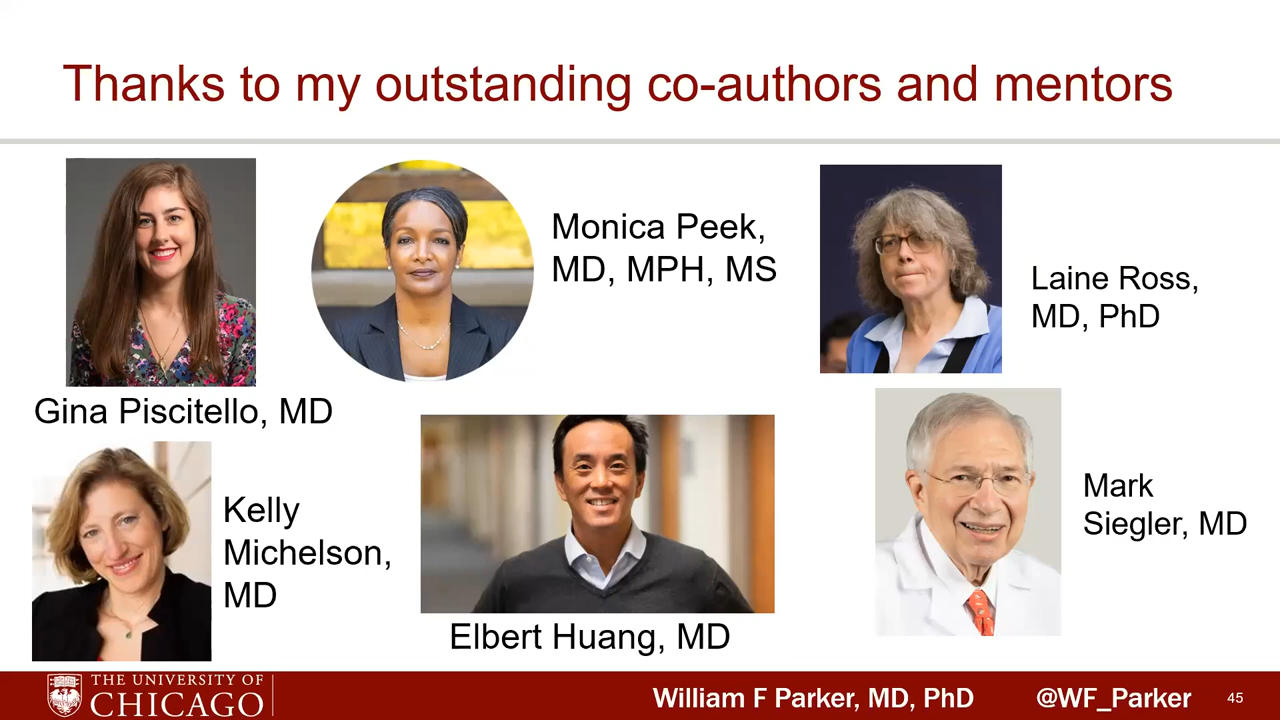 Thanks to my outstanding co-authors and mentors
Gina Piscitello, MD
Monica Peek,
MD, MPH, MS
Laine Ross,
MD, PhD
Kelly
Michelson,
MD
Elbert Huang, MD
Mark
Siegler, MD
THE UNIVERSITY OF
CHICAGO
William F Parker, MD, PhD
@WF_Parker
45